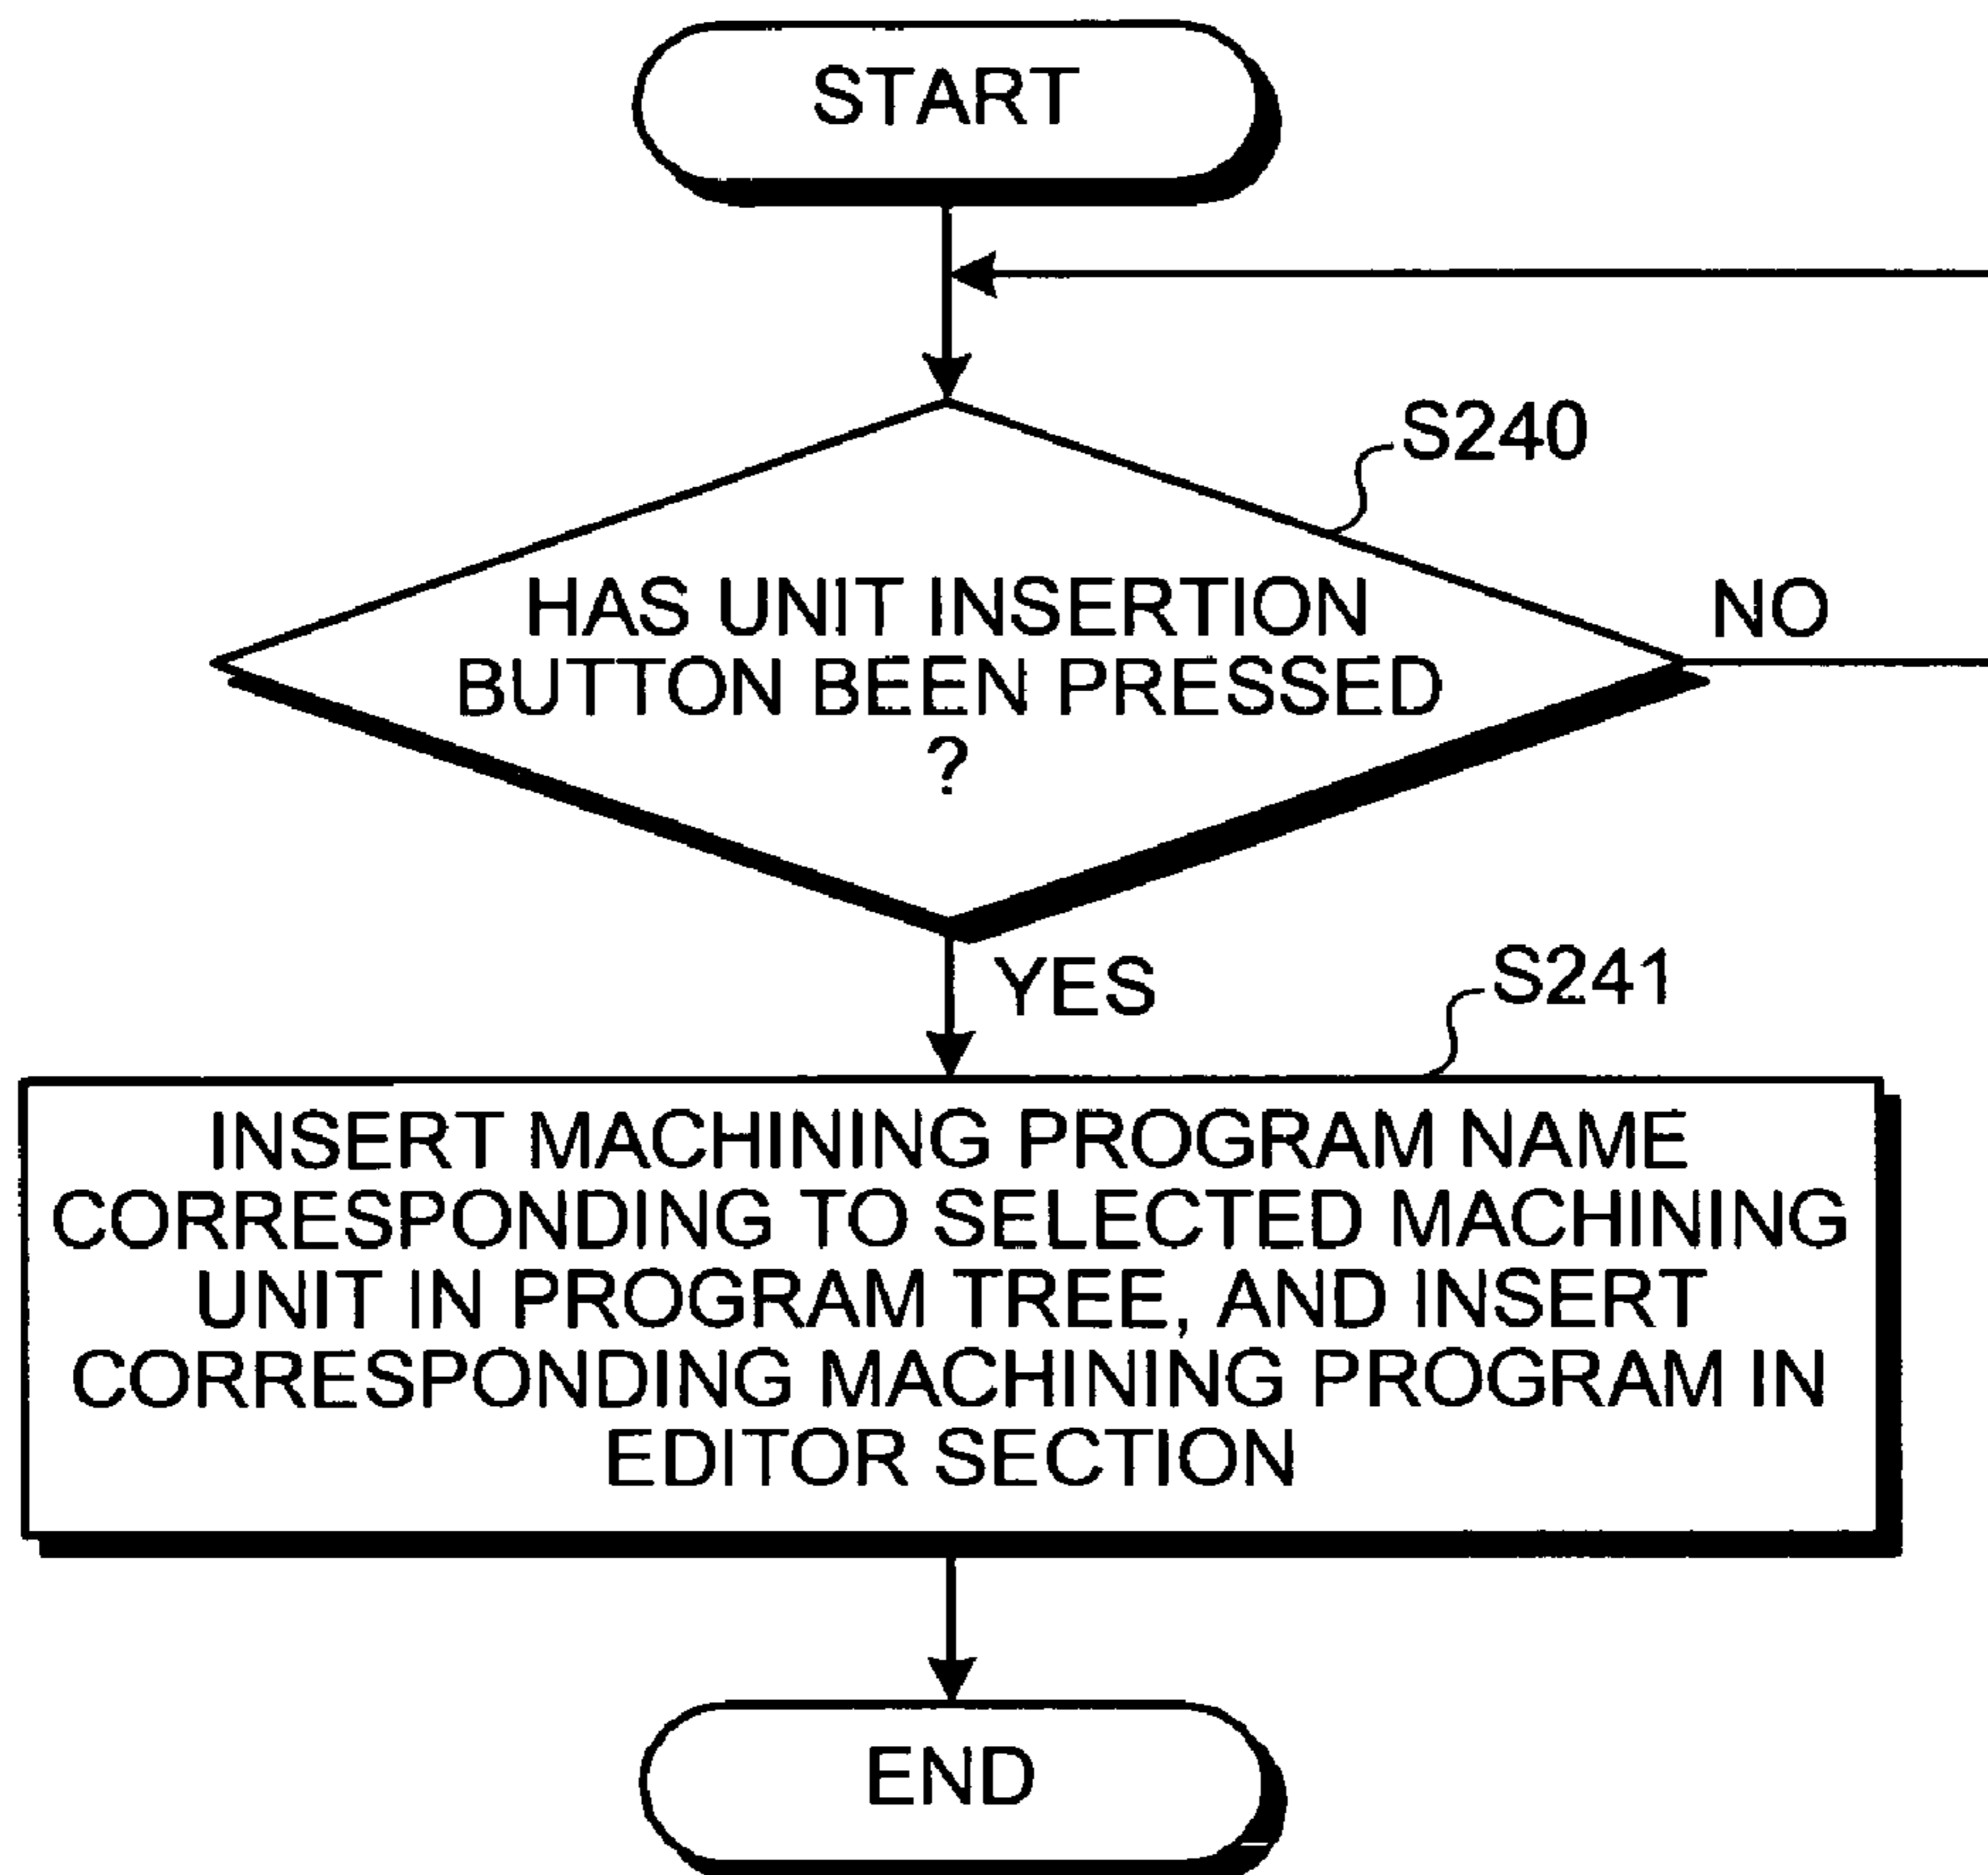 START
S240
HAS UNIT INSERTION
BUTTON BEEN PRESSED
?
NO
YES
S241
INSERT MACHINING PROGRAM NAME
CORRESPONDING TO SELECTED MACHINING
UNIT IN PROGRAM TREE, AND INSERT
CORRESPONDING MACHINING PROGRAM IN
EDITOR SECTION
END